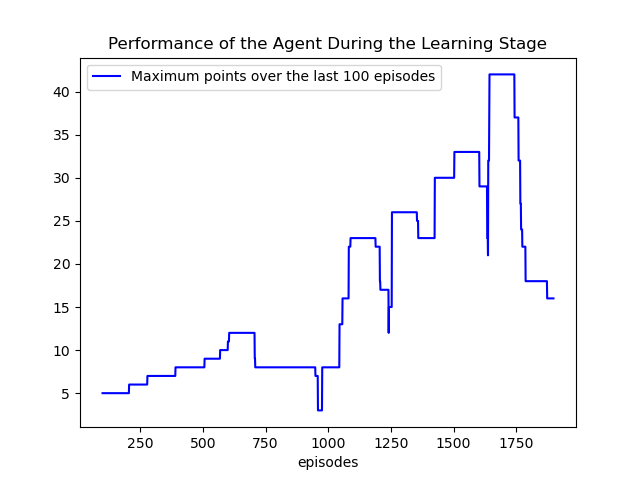 Performance of the Agent During the Learning Stage
Maximum points over the last 100 episodes
40
35
30
25
20
15
10
5
250 500 750 1000 1250 1500 1750
episodes